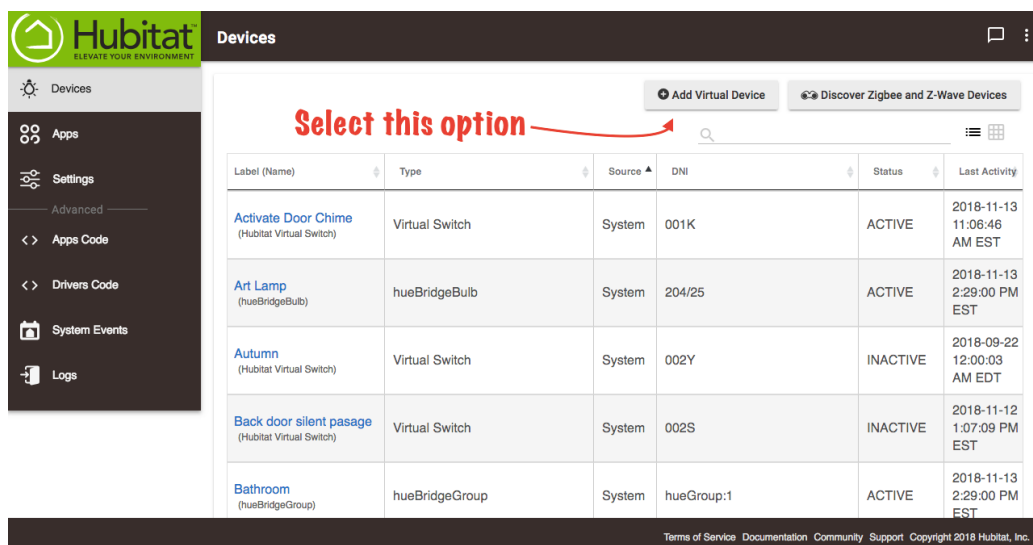 Hubitat™
ELEVATE YOUR ENVIRONMENT
Devices
Devices
Apps
Settings
Advanced
Apps Code
Drivers Code
System Events
Logs
Add Virtual Device
Discover Zigbee and Z-Wave Devices
Select this option
Label (Name) Type Source DNI Status Last Activity
Activate Door Chime
(Hubitat Virtual Switch)
Virtual Switch System 001K ACTIVE
2018-11-13
11:06:46
AM EST
Art Lamp
(hueBridgeBulb)
hueBridgeBulb System 204/25 ACTIVE
2018-11-13
2:29:00 PM
EST
Autumn
(Hubitat Virtual Switch)
Virtual Switch System 002Y INACTIVE
2018-09-22
12:00:03
AM EDT
Back door silent pasage
(Hubitat Virtual Switch)
Virtual Switch System 002S INACTIVE
2018-11-12
1:07:09 PM
EST
Bathroom
(hueBridgeGroup)
hueBridgeGroup System hueGroup:1 ACTIVE
2018-11-13
2:29:00 PM
EST
Terms of Service Documentation Community Support Copyright 2018 Hubitat, Inc.